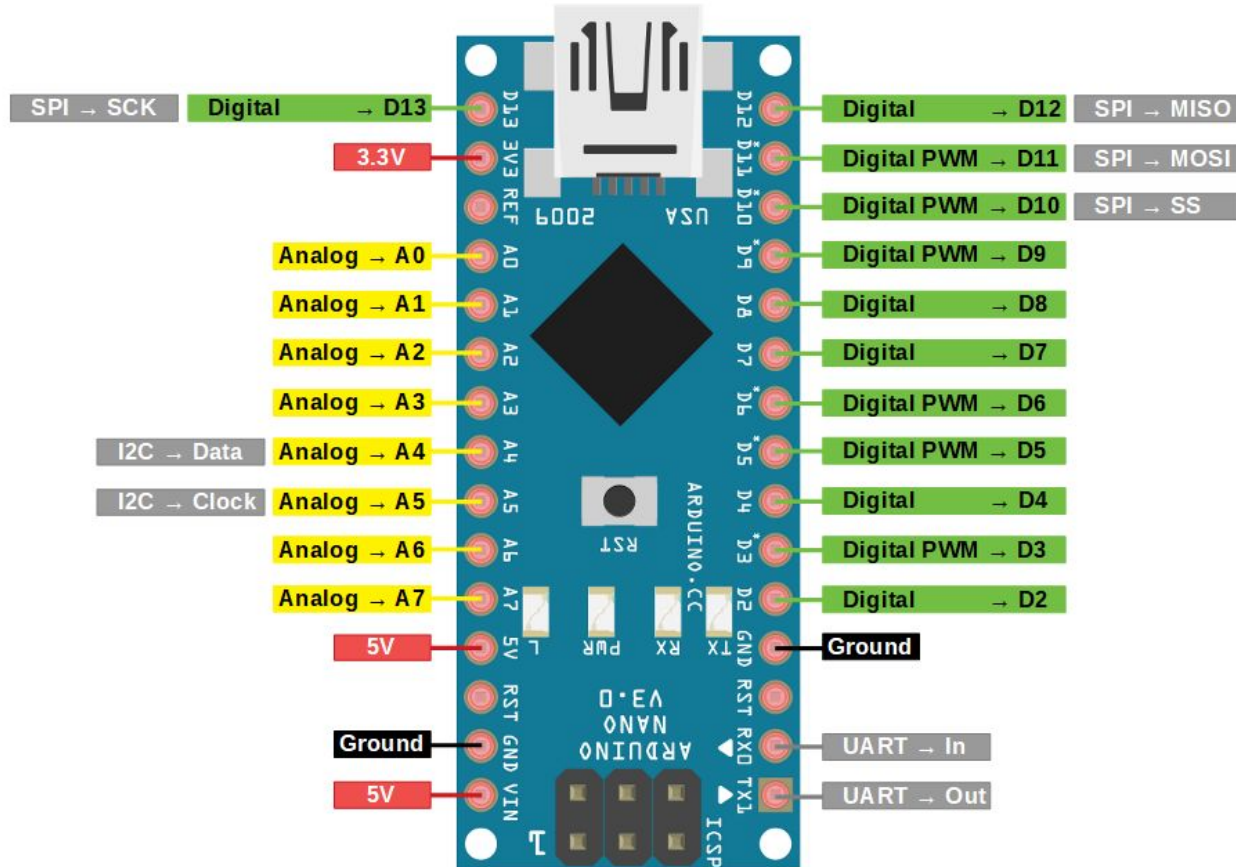 SPI → SCK
Digital → D13
3.3V
Analog → A0
Analog → A1
Analog → A2
Analog → A3
I2C → Data
Analog → A4
I2C → Clock
Analog → A5
Analog → A6
Analog → A7
5V
Ground
5V
D13
3V3
REF
A0
A1
A2
A3
A4
A5
A6
A7
5V
RST
GND
VIN
2009
USA
RST
ARDUINO.CC
L
PWR
RX
TX
ARDUINO
NANO
V3.0
1
ICSP
D12
D11*
D10*
D9*
D8
D7
D6*
D5*
D4
D3*
D2
GND
RST
RX0
TX1
Digital → D12
SPI → MISO
Digital PWM → D11
SPI → MOSI
Digital PWM → D10
SPI → SS
Digital PWM → D9
Digital → D8
Digital → D7
Digital PWM → D6
Digital PWM → D5
Digital → D4
Digital PWM → D3
Digital → D2
Ground
UART → In
UART → Out